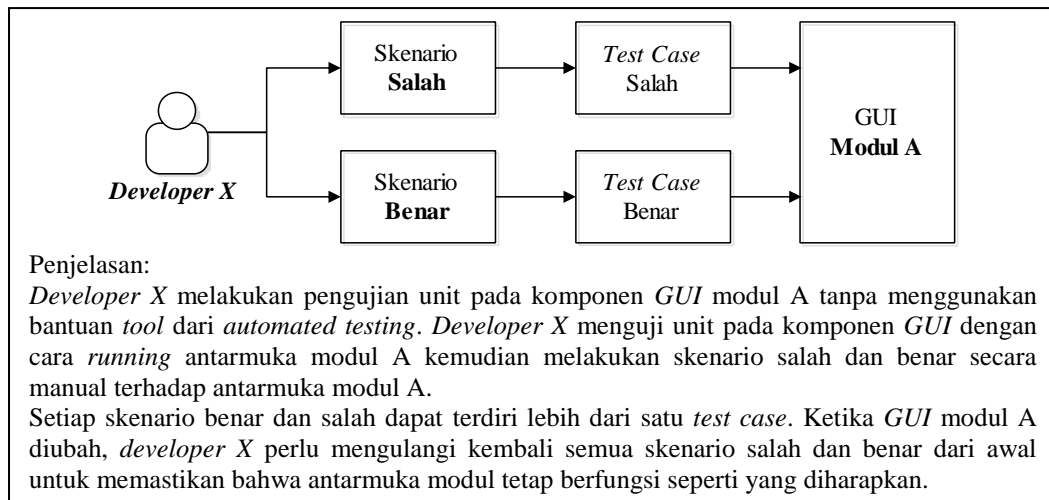 Skenario
Salah
Test Case
Salah
GUI
Modul A
Developer X
Skenario
Benar
Test Case
Benar
Penjelasan:
Developer X melakukan pengujian unit pada komponen GUI modul A tanpa menggunakan
bantuan tool dari automated testing. Developer X menguji unit pada komponen GUI dengan
cara running antarmuka modul A kemudian melakukan skenario salah dan benar secara
manual terhadap antarmuka modul A.
Setiap skenario benar dan salah dapat terdiri lebih dari satu test case. Ketika GUI modul A
diubah, developer X perlu mengulangi kembali semua skenario salah dan benar dari awal
untuk memastikan bahwa antarmuka modul tetap berfungsi seperti yang diharapkan.